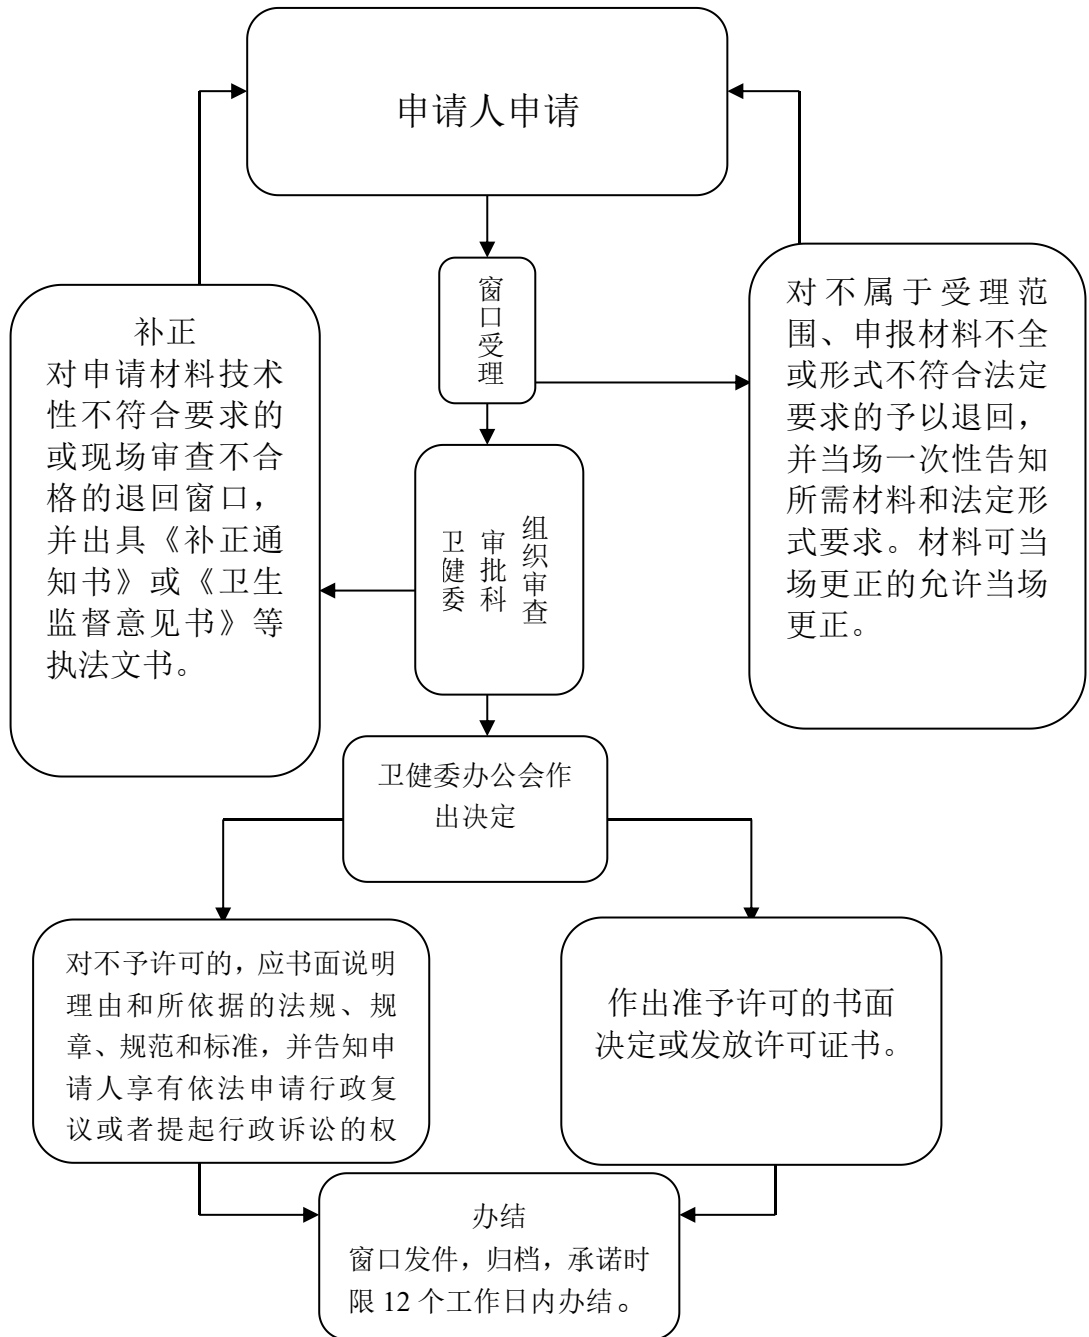 申请人申请
窗口受理
补正
对申请材料技术
性不符合要求的
或现场审查不合
格的退回窗口，
并出具《补正通
知书》或《卫生
监督意见书》等
执法文书。
对不属于受理范
围、申报材料不全
或形式不符合法定
要求的予以退回，
并当场一次性告知
所需材料和法定形
式要求。材料可当
场更正的允许当场
更正。
卫健委
审批科
组织审查
卫健委办公会作
出决定
对不予许可的，应书面说明
理由和所依据的法规、规
章、规范和标准，并告知申
请人享有依法申请行政复
议或者提起行政诉讼的权
作出准予许可的书面
决定或发放许可证书。
办结
窗口发件，归档，承诺时
限 12 个工作日内办结。